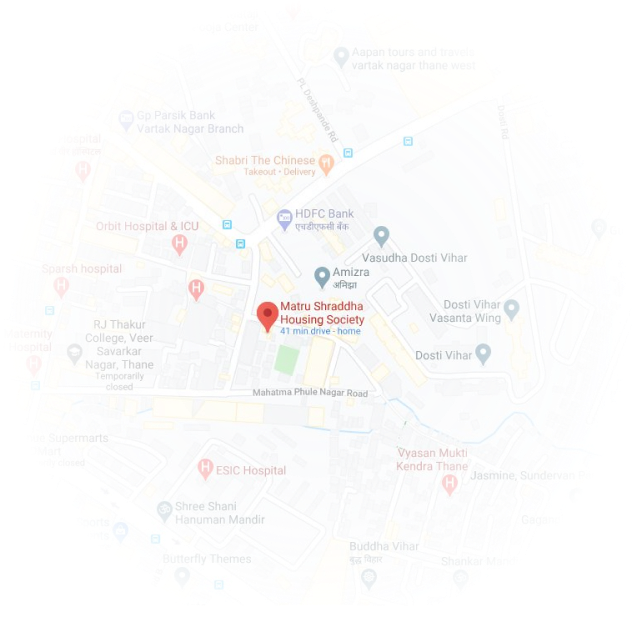 Aapan tours and travels
vartak nagar thane west
PL Deshpande Rd
Gp Parsik Bank
Vartak Nagar Branch
Shabri The Chinese
Takeout • Delivery
HDFC Bank
एचडीएफसी बँक
Orbit Hospital & ICU
Vasudha Dosti Vihar
Sparsh hospital
Amizra
Matru Shraddha
Housing Society
41 min drive - home
Dosti Vihar
Vasanta Wing
RJ Thakur
College, Veer
Savarkar
Nagar, Thane
Temporarily
closed
Hospital
Dosti Vihar
Mahatma Phule Nagar Road
Supermarts
ESIC Hospital
Vyasan Mukti
Kendra Thane
Jasmine, Sundervan
Shree Shani
Hanuman Mandir
Buddha Vihar
बुद्ध विहार
Butterfly Themes
Shankar